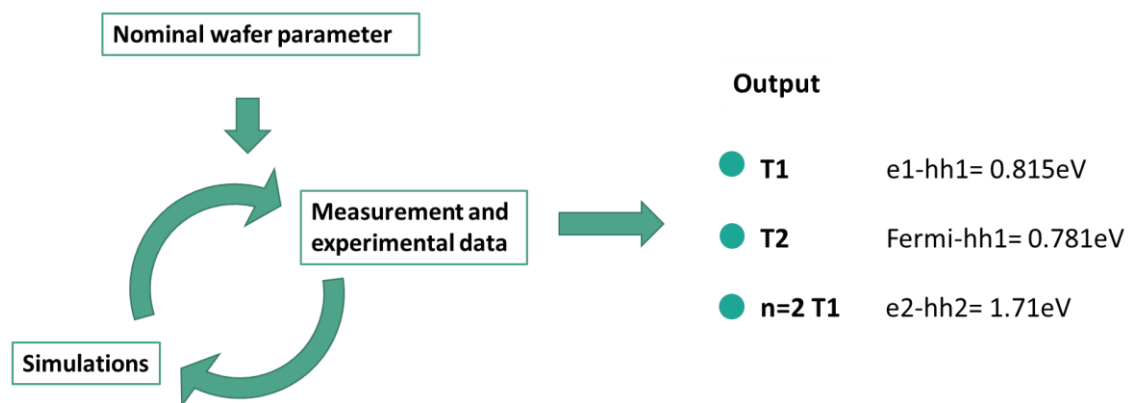 Nominal wafer parameter
Measurement and
experimental data
Simulations
Output
T1 e1-hh1= 0.815eV
T2 Fermi-hh1= 0.781eV
n=2 T1 e2-hh2= 1.71eV